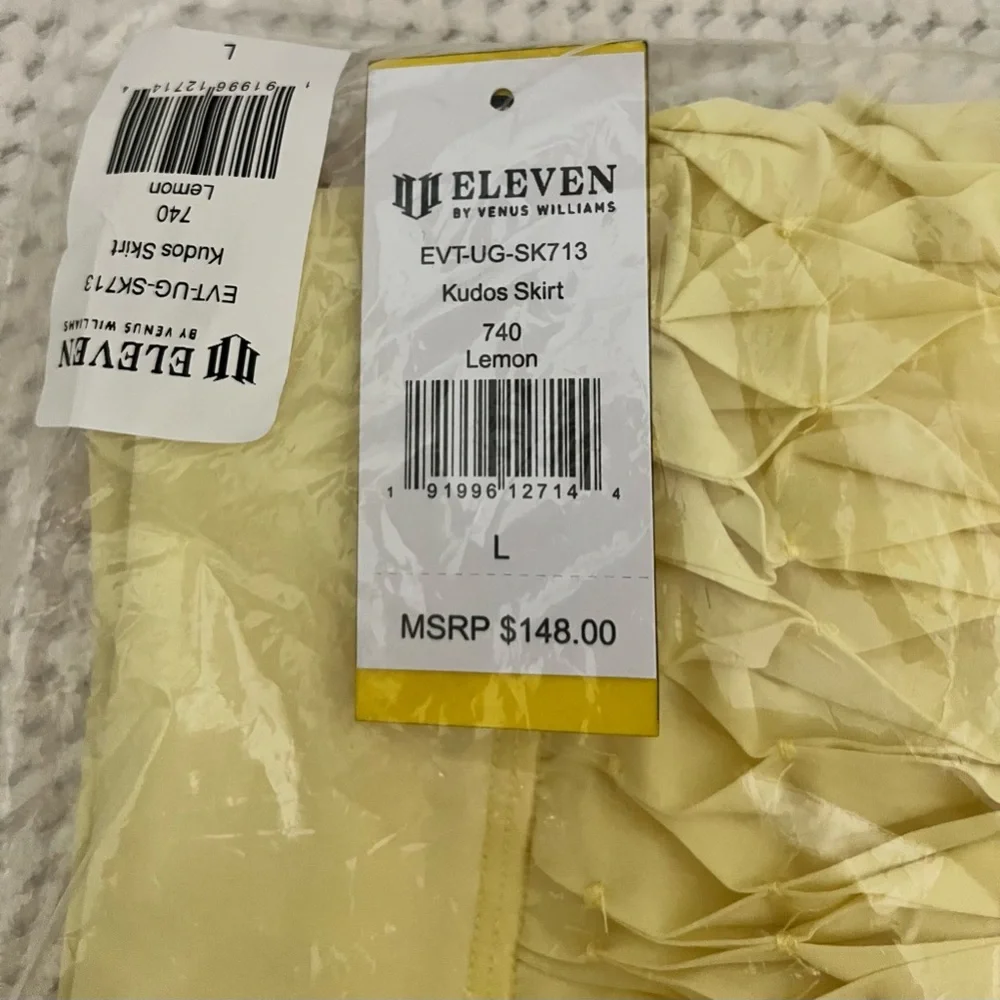 ELEVEN
BY VENUS WILLIAMS
EVT-UG-SK713
Kudos Skirt
740
Lemon
1 91996 12714 4
L
MSRP $148.00
ELEVEN
BY VENUS WILLIAMS
EVT-UG-SK713
Kudos Skirt
740
Lemon
1 91996 12714 4
L